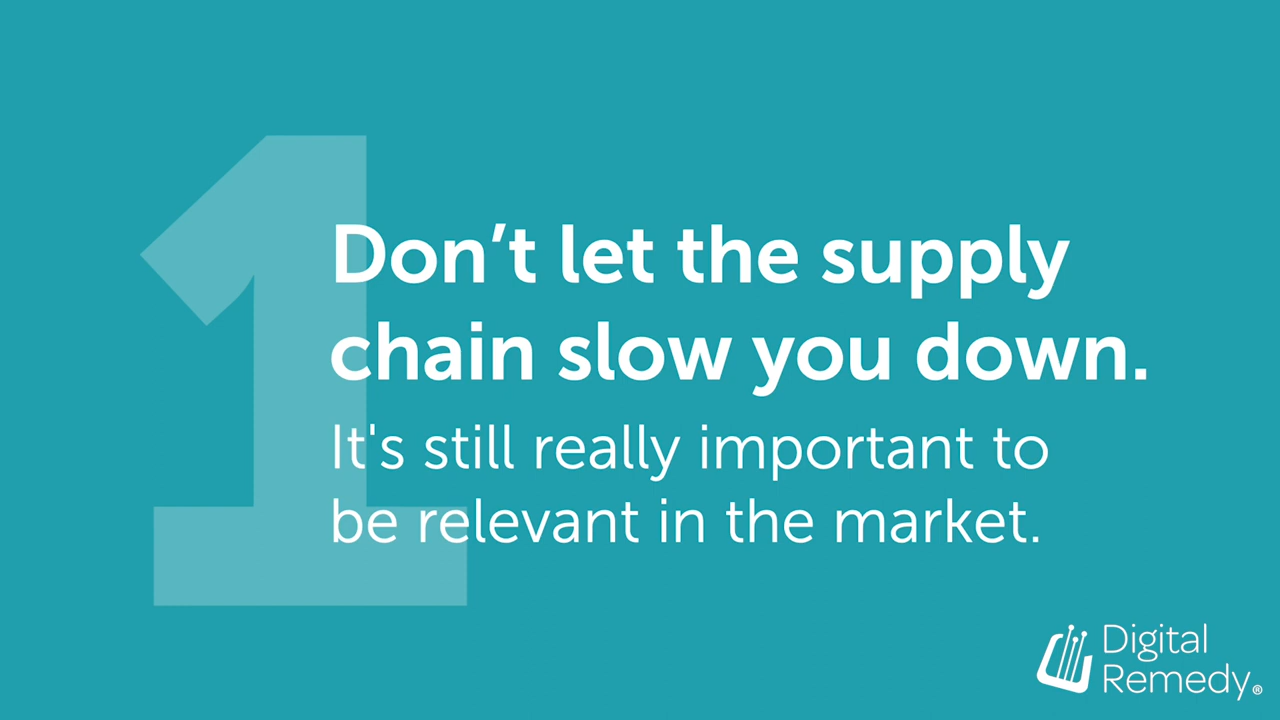 1
Don’t let the supply
chain slow you down.
It's still really important to
be relevant in the market.
Digital
Remedy®